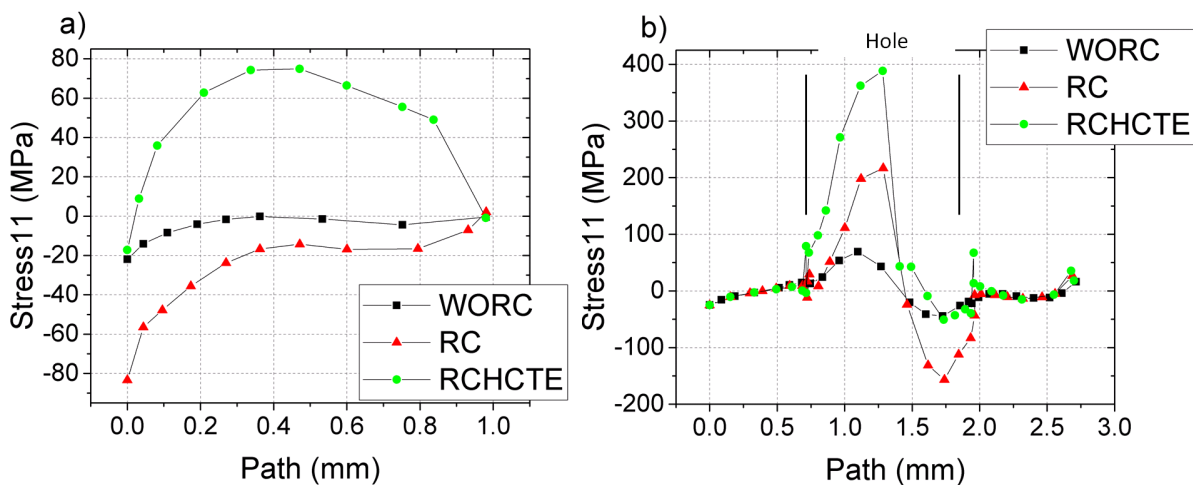 a)
Stress11 (MPa)
80
60
40
20
0
-20
-40
-60
-80
0.0 0.2 0.4 0.6 0.8 1.0
Path (mm)
WORC
RC
RCHCTE
b)
Hole
Stress11 (MPa)
400
300
200
100
0
-100
-200
0.0 0.5 1.0 1.5 2.0 2.5 3.0
Path (mm)
WORC
RC
RCHCTE